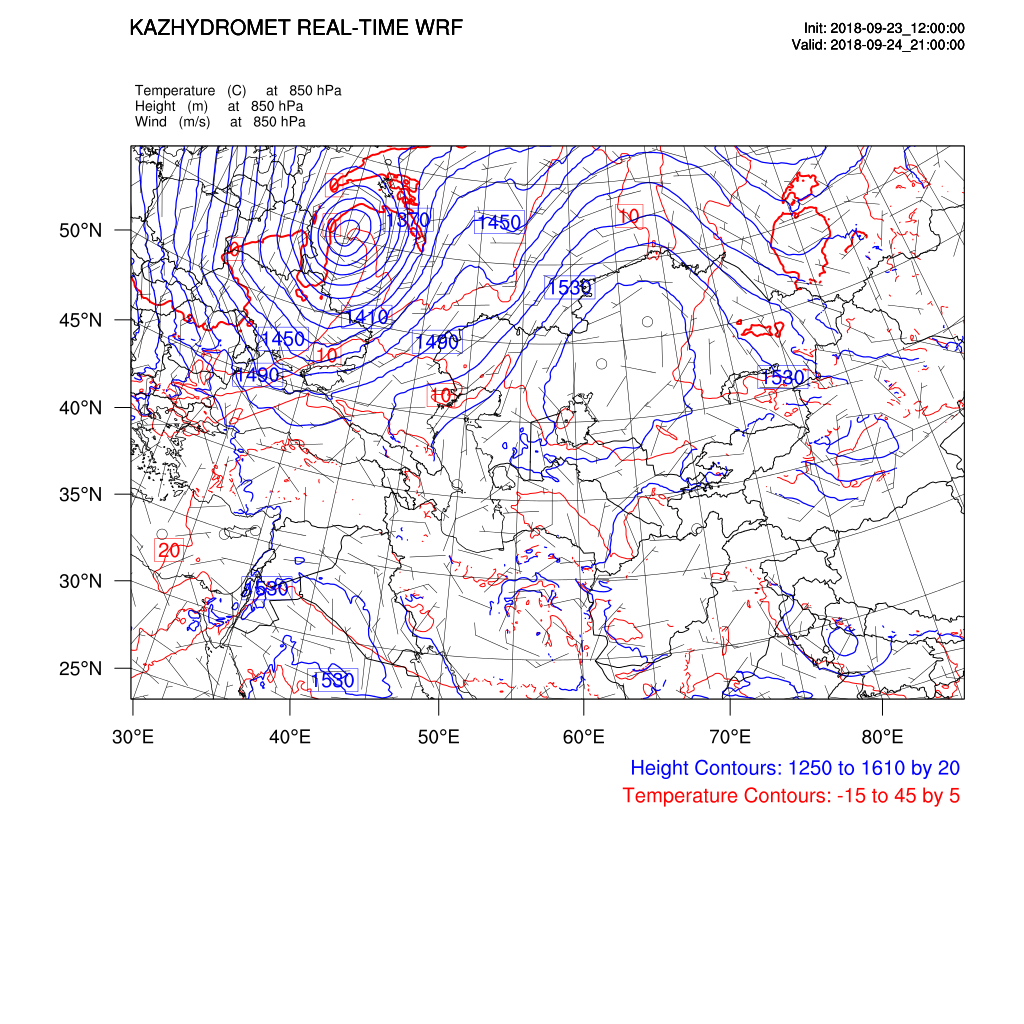 KAZHYDROMET REAL-TIME WRF
Init: 2018-09-23_12:00:00
Valid: 2018-09-24_21:00:00
Temperature (C) at 850 hPa
Height (m) at 850 hPa
Wind (m/s) at 850 hPa
0
1370
1450
10
50°N
0
1530
45°N
1410
1450
1490
10
1490
1530
10
40°N
35°N
20
30°N
1530
25°N
1530
30°E 40°E 50°E 60°E 70°E 80°E
Height Contours: 1250 to 1610 by 20
Temperature Contours: -15 to 45 by 5